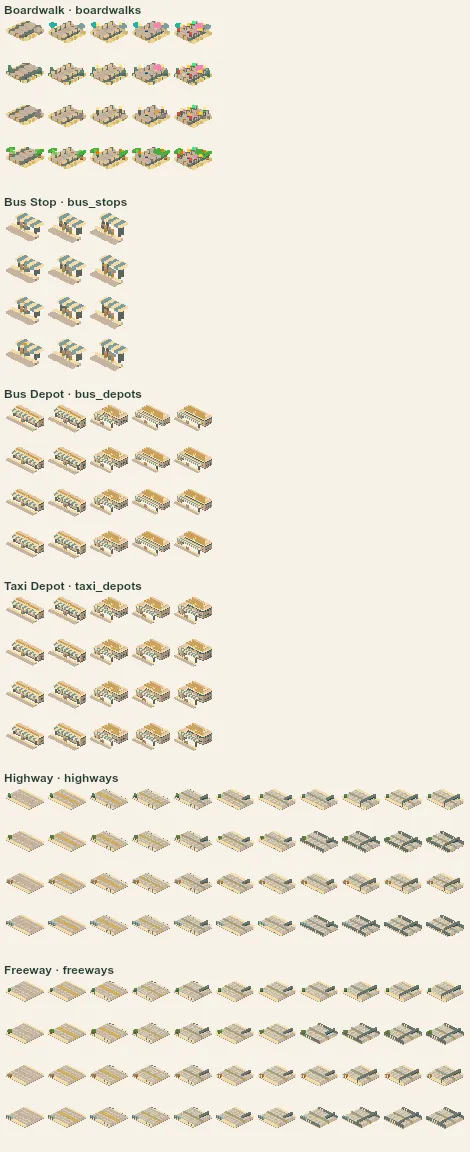 Boardwalk · boardwalks
Bus Stop · bus_stops
Bus Depot · bus_depots
Taxi Depot · taxi_depots
Highway · highways
Freeway · freeways